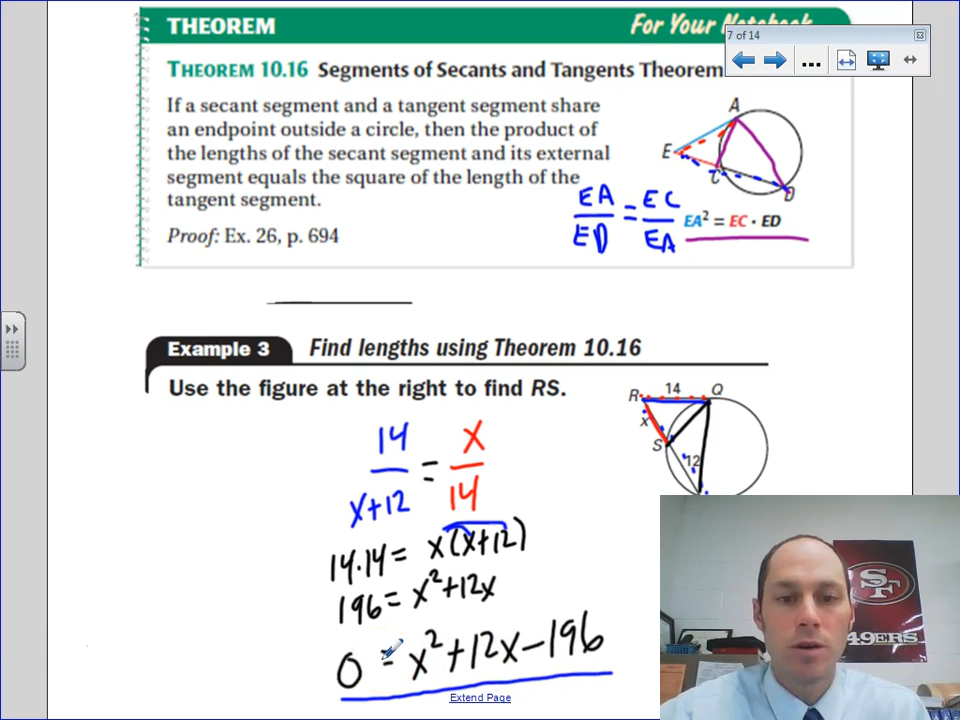 THEOREM
For Your Notebook
7 of 14
...
THEOREM 10.16 Segments of Secants and Tangents Theorem
If a secant segment and a tangent segment share
an endpoint outside a circle, then the product of
the lengths of the secant segment and its external
segment equals the square of the length of the
tangent segment.
Proof: Ex. 26, p. 694
A
E
C
D
EA/ED = EC/EA
EA² = EC • ED
Example 3 Find lengths using Theorem 10.16
Use the figure at the right to find RS.
R 14 Q
x
S
12
14/x+12 = x/14
14.14 = x(x+12)
196 = x²+12x
0 = x²+12x-196
Extend Page
SF
49ERS